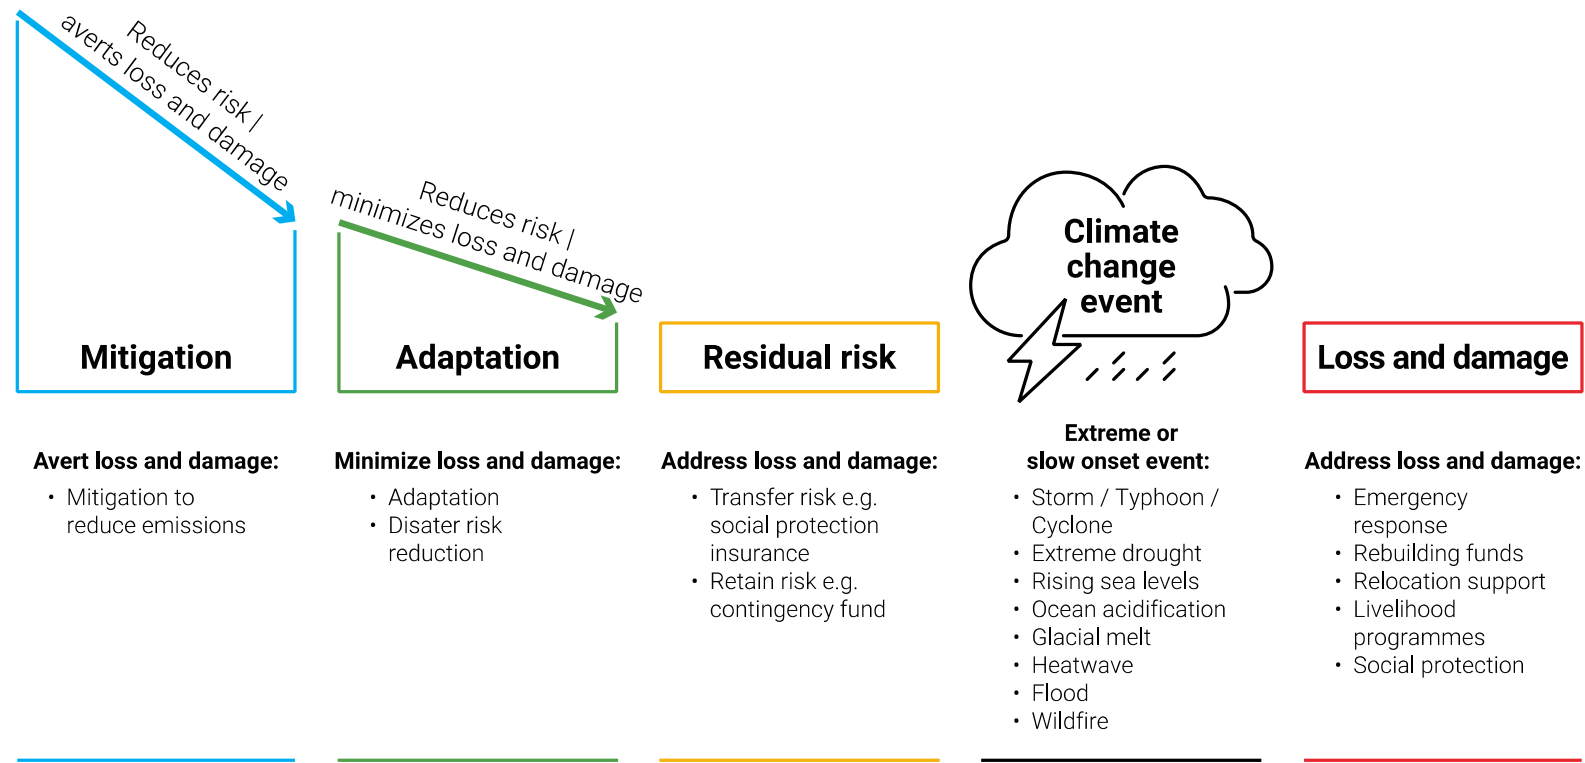 Reduces risk |
averts loss and damage
Mitigation
Avert loss and damage:
• Mitigation to
reduce emissions
Reduces risk |
minimizes loss and damage
Adaptation
Minimize loss and damage:
• Adaptation
• Disater risk
reduction
Residual risk
Address loss and damage:
• Transfer risk e.g.
social protection
insurance
• Retain risk e.g.
contingency fund
Climate
change
event
Extreme or
slow onset event:
• Storm / Typhoon /
Cyclone
• Extreme drought
• Rising sea levels
• Ocean acidification
• Glacial melt
• Heatwave
• Flood
• Wildfire
Loss and damage
Address loss and damage:
• Emergency
response
• Rebuilding funds
• Relocation support
• Livelihood
programmes
• Social protection